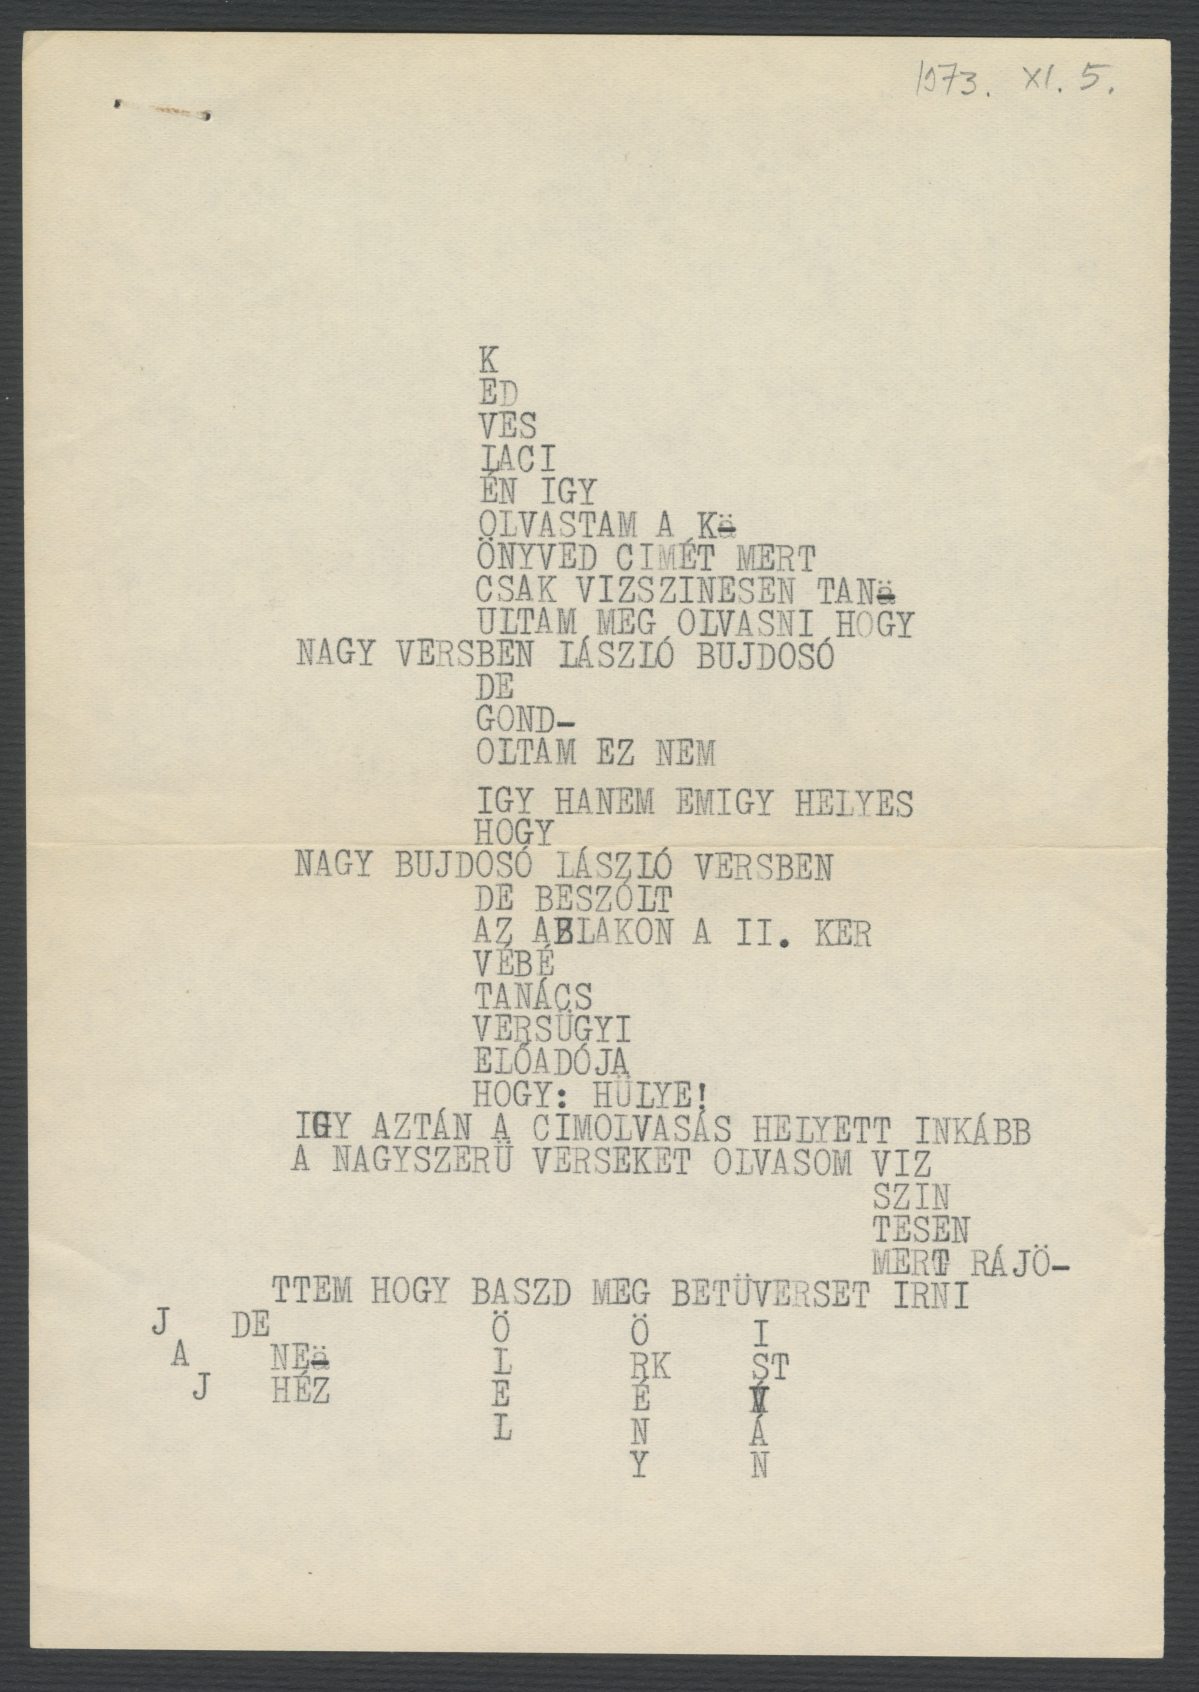 1973. XI. 5.
K
ED
VES
LACI
ÉN IGY
OLVASTAM A Kä
ÖNYVED CIMÉT MERT
CSAK VIZSZINESEN TANä
ULTAM MEG OLVASNI HOGY
NAGY VERSBEN LÁSZLÓ BUJDOSÓ
DE
GOND-
OLTAM EZ NEM
IGY HANEM EMIGY HELYES
HOGY
NAGY BUJDOSÓ LÁSZLÓ VERSBEN
DE BESZÓLT
AZ ABLAKON A II. KER
VÉBÉ
TANÁCS
VERSÜGYI
ELŐADÓJA
HOGY: HÜLYE!
IGY AZTÁN A CIMOLVASÁS HELYETT INKÁBB
A NAGYSZERÜ VERSEKET OLVASOM VIZ
SZIN
TESEN
MERT RÁJÖ-
TTEM HOGY BASZD MEG BETÜVERSET IRNI
J DE Ö Ö I
A NEä L RK ST
J HÉZ E É V
L N Á
Y N